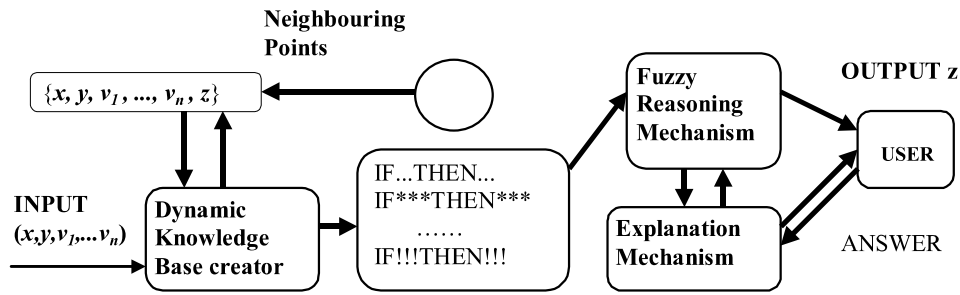 Neighbouring
Points
{x, y, v1 , ..., vn , z}
INPUT
(x,y,v1,...vn)
Dynamic
Knowledge
Base creator
IF...THEN...
IF***THEN***
......
IF!!!THEN!!!
Fuzzy
Reasoning
Mechanism
Explanation
Mechanism
OUTPUT z
USER
ANSWER